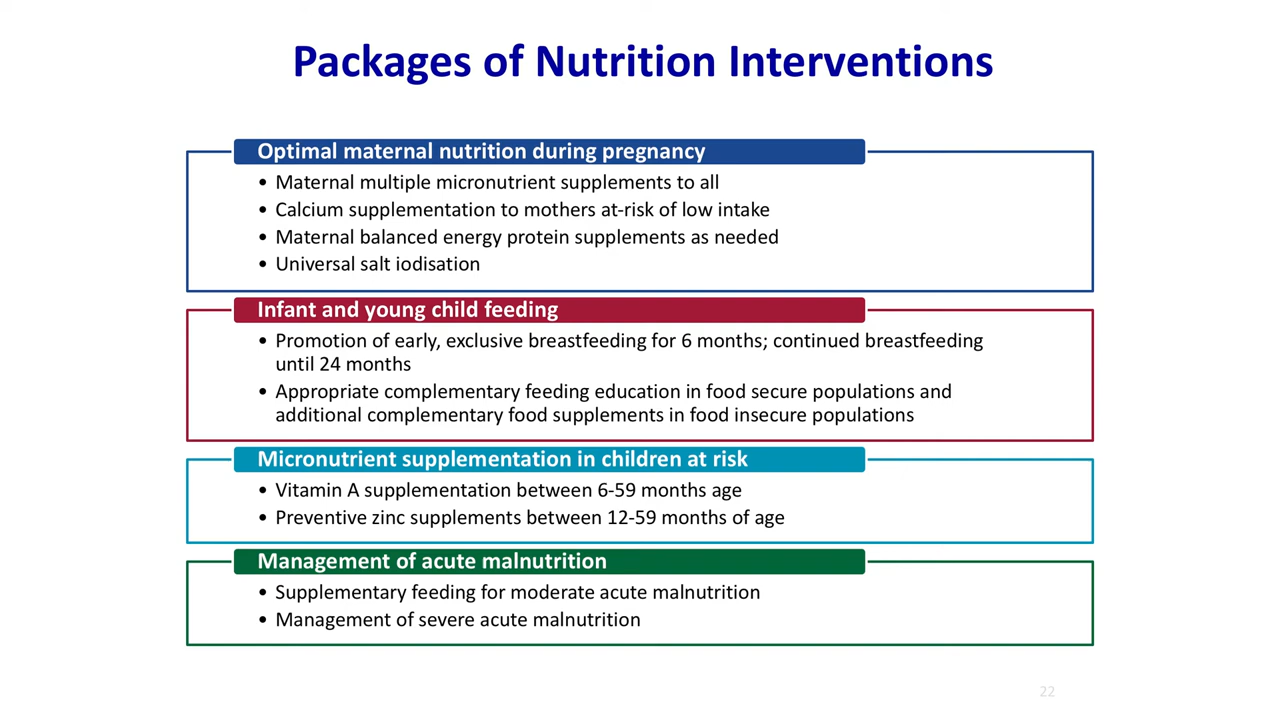 Packages of Nutrition Interventions
Optimal maternal nutrition during pregnancy
• Maternal multiple micronutrient supplements to all
• Calcium supplementation to mothers at-risk of low intake
• Maternal balanced energy protein supplements as needed
• Universal salt iodisation
Infant and young child feeding
• Promotion of early, exclusive breastfeeding for 6 months; continued breastfeeding
until 24 months
• Appropriate complementary feeding education in food secure populations and
additional complementary food supplements in food insecure populations
Micronutrient supplementation in children at risk
• Vitamin A supplementation between 6-59 months age
• Preventive zinc supplements between 12-59 months of age
Management of acute malnutrition
• Supplementary feeding for moderate acute malnutrition
• Management of severe acute malnutrition
22